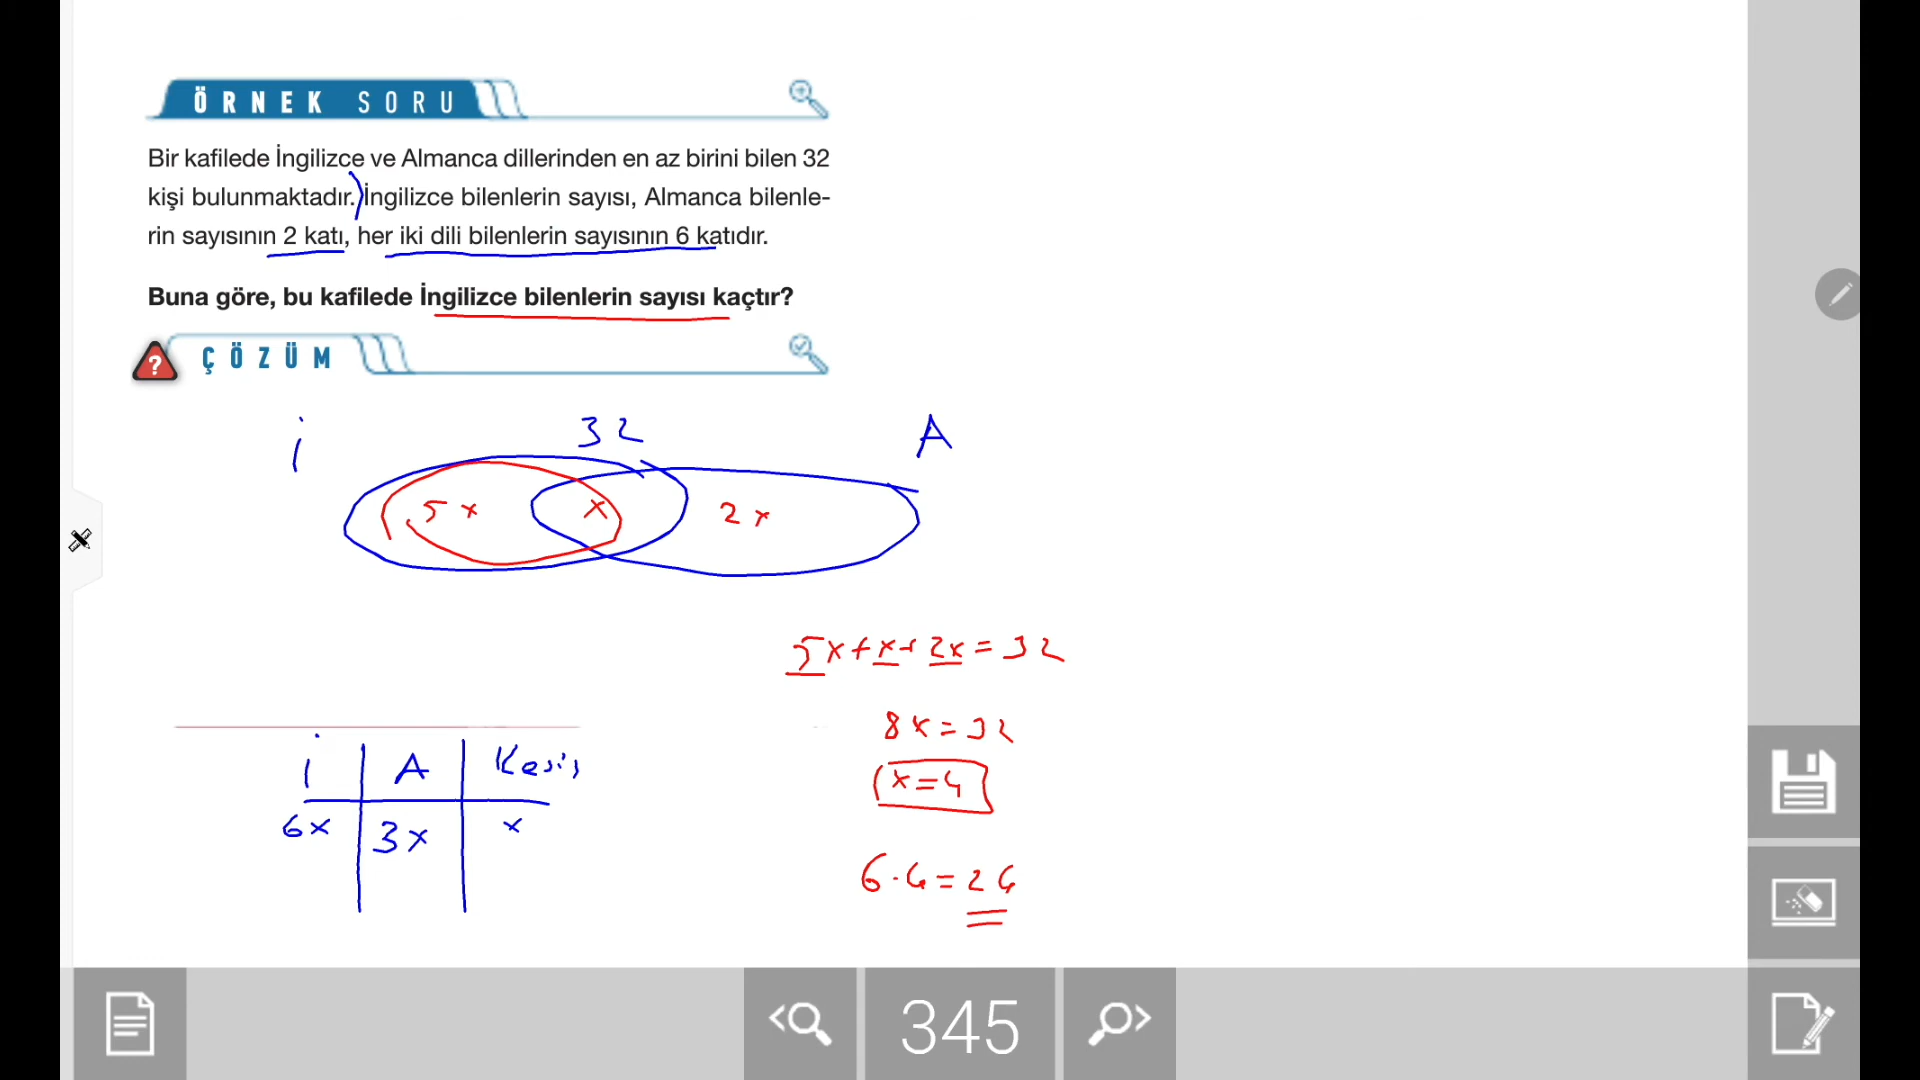 ÖRNEK SORU
Bir kafilede İngilizce ve Almanca dillerinden en az birini bilen 32
kişi bulunmaktadır. İngilizce bilenlerin sayısı, Almanca bilenle-
rin sayısının 2 katı, her iki dili bilenlerin sayısının 6 katıdır.
Buna göre, bu kafilede İngilizce bilenlerin sayısı kaçtır?
?
ÇÖZÜM
i 32 A
5x x 2x
5x+x+2x=32
8x=32
x=4
6·4=24
i A Kesiş
6x 3x x
345